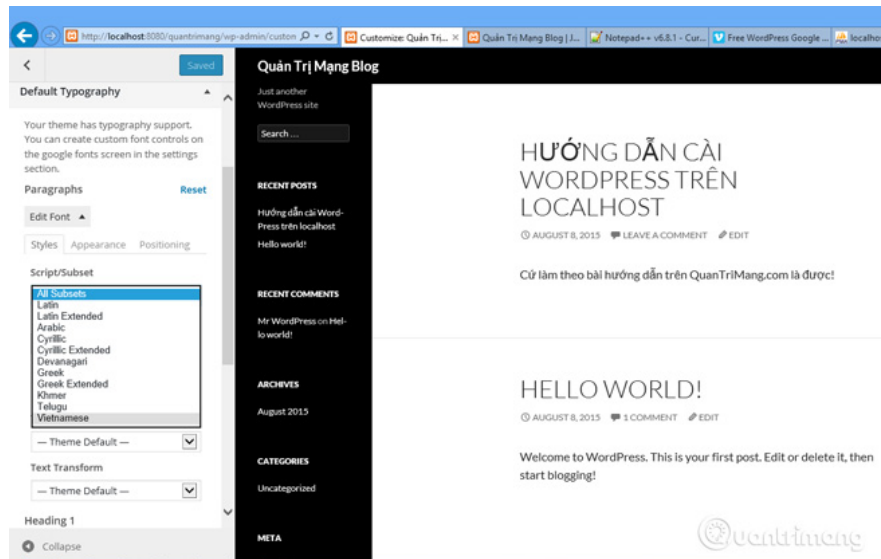 http://localhost:8080/quantrimang/wp-admin/custon
Customize: Quản Trị...
Quản Trị Mạng Blog | J...
Notepad++ v6.8.1 - Cur...
Free WordPress Google ...
localhos
Saved
Default Typography
Your theme has typography support.
You can create custom font controls on
the google fonts screen in the settings
section.
Paragraphs Reset
Edit Font
Styles Appearance Positioning
Script/Subset
All Subsets
Latin
Latin Extended
Arabic
Cyrillic
Cyrillic Extended
Devanagari
Greek
Greek Extended
Khmer
Telugu
Vietnamese
— Theme Default —
Text Transform
— Theme Default —
Heading 1
Collapse
Quản Trị Mạng Blog
Just another
WordPress site
Search ...
RECENT POSTS
Hướng dẫn cài Word-
Press trên localhost
Hello world!
RECENT COMMENTS
Mr WordPress on Hel-
lo world!
ARCHIVES
August 2015
CATEGORIES
Uncategorized
META
HƯỚNG DẪN CÀI
WORDPRESS TRÊN
LOCALHOST
AUGUST 8, 2015 LEAVE A COMMENT EDIT
Cứ làm theo bài hướng dẫn trên QuanTriMang.com là được!
HELLO WORLD!
AUGUST 8, 2015 1 COMMENT EDIT
Welcome to WordPress. This is your first post. Edit or delete it, then
start blogging!
Quantrimang